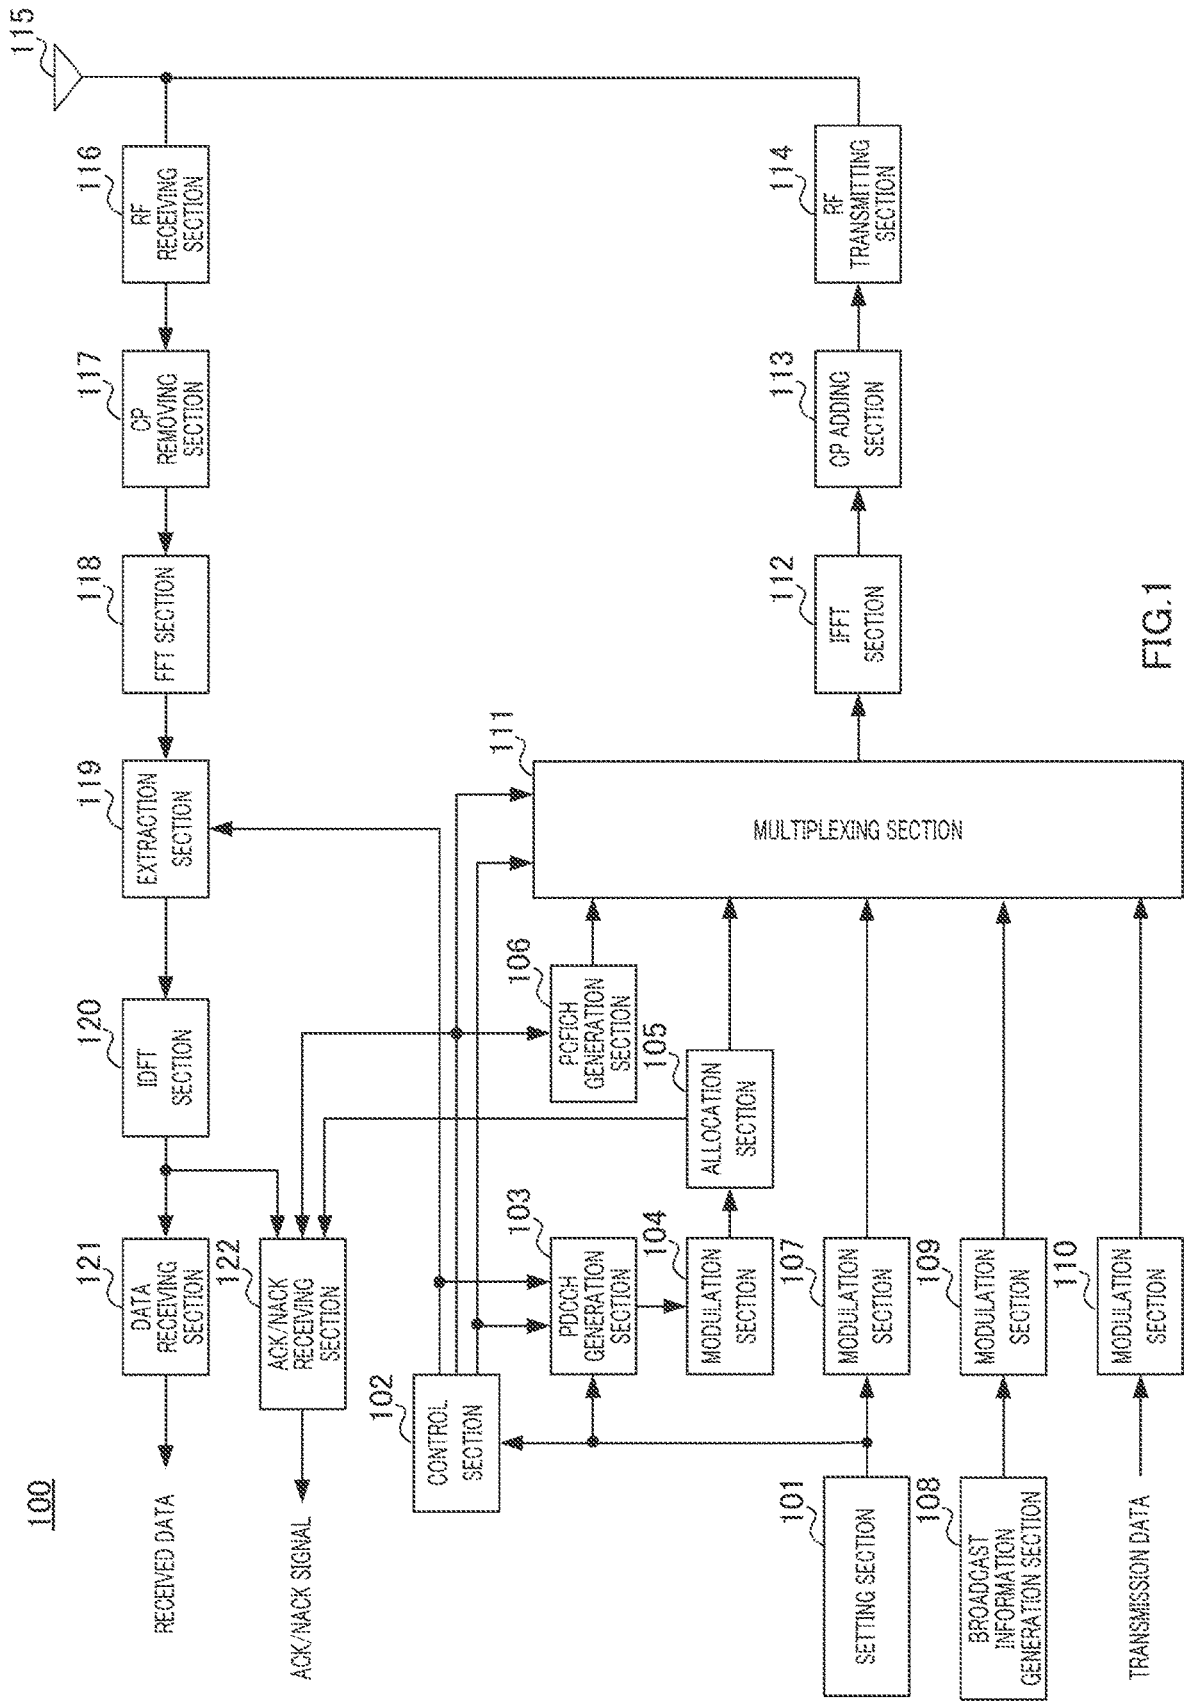 100
RECEIVED DATA
121
DATA
RECEIVING
SECTION
120
IDFT
SECTION
119
EXTRACTION
SECTION
118
FFT SECTION
117
CP
REMOVING
SECTION
116
RF
RECEIVING
SECTION
115
ACK/NACK SIGNAL
122
ACK/NACK
RECEIVING
SECTION
102
CONTROL
SECTION
103
PDCCH
GENERATION
SECTION
106
PCFICH
GENERATION
SECTION
111
MULTIPLEXING SECTION
104
MODULATION
SECTION
105
ALLOCATION
SECTION
101
SETTING SECTION
107
MODULATION
SECTION
112
IFFT
SECTION
113
CP ADDING
SECTION
114
RF
TRANSMITTING
SECTION
108
BROADCAST
INFORMATION
GENERATION SECTION
109
MODULATION
SECTION
TRANSMISSION DATA
110
MODULATION
SECTION
FIG.1